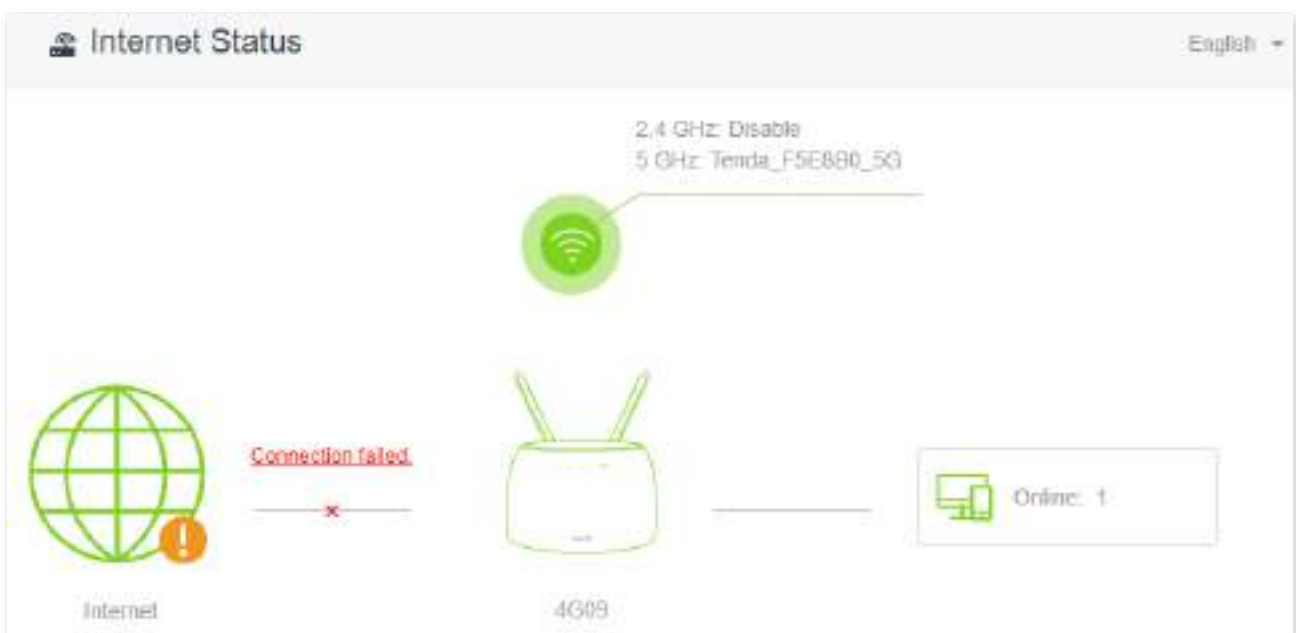 Internet Status
English
2.4 GHz: Disable
5 GHz: Tenda_F5E8B0_5G
Connection failed.
Online: 1
Internet
4G09